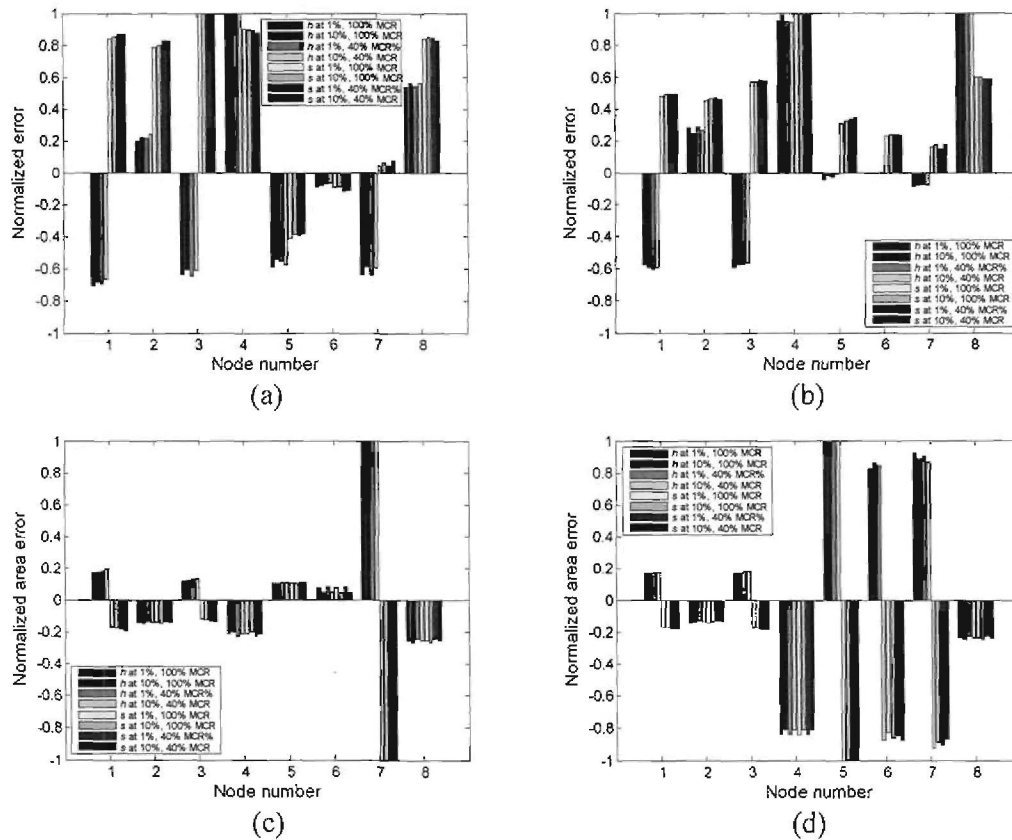 1
0.8
0.6
0.4
0.2
0
-0.2
-0.4
-0.6
-0.8
-1
Normalized error
h at 1%, 100% MCR
h at 10%, 100% MCR
h at 1%, 40% MCR%
h at 10%, 40% MCR
s at 1%, 100% MCR
s at 10%, 100% MCR
s at 1%, 40% MCR%
s at 10%, 40% MCR
1 2 3 4 5 6 7 8
Node number
(a)
1
0.8
0.6
0.4
0.2
0
-0.2
-0.4
-0.6
-0.8
-1
Normalized error
h at 1%, 100% MCR
h at 10%, 100% MCR
h at 1%, 40% MCR%
h at 10%, 40% MCR
s at 1%, 100% MCR
s at 10%, 100% MCR
s at 1%, 40% MCR%
s at 10%, 40% MCR
1 2 3 4 5 6 7 8
Node number
(b)
1
0.8
0.6
0.4
0.2
0
-0.2
-0.4
-0.6
-0.8
-1
Normalized area error
h at 1%, 100% MCR
h at 10%, 100% MCR
h at 1%, 40% MCR%
h at 10%, 40% MCR
s at 1%, 100% MCR
s at 10%, 100% MCR
s at 1%, 40% MCR%
s at 10%, 40% MCR
1 2 3 4 5 6 7 8
Node number
(c)
1
0.8
0.6
0.4
0.2
0
-0.2
-0.4
-0.6
-0.8
-1
Normalized area error
h at 1%, 100% MCR
h at 10%, 100% MCR
h at 1%, 40% MCR%
h at 10%, 40% MCR
s at 1%, 100% MCR
s at 10%, 100% MCR
s at 1%, 40% MCR%
s at 10%, 40% MCR
1 2 3 4 5 6 7 8
Node number
(d)